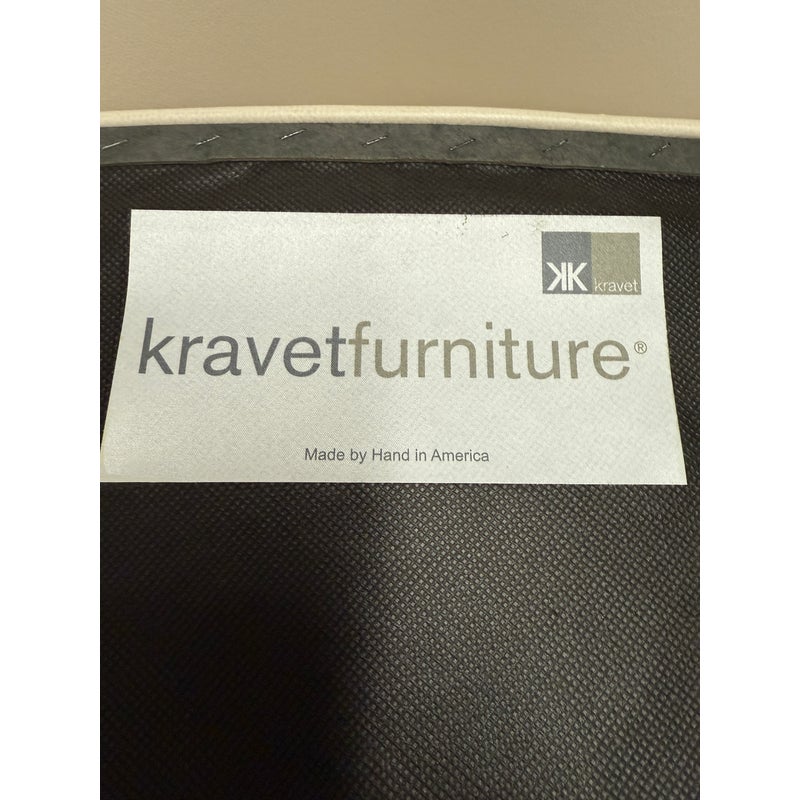 KK kravet
kravetfurniture®
Made by Hand in America